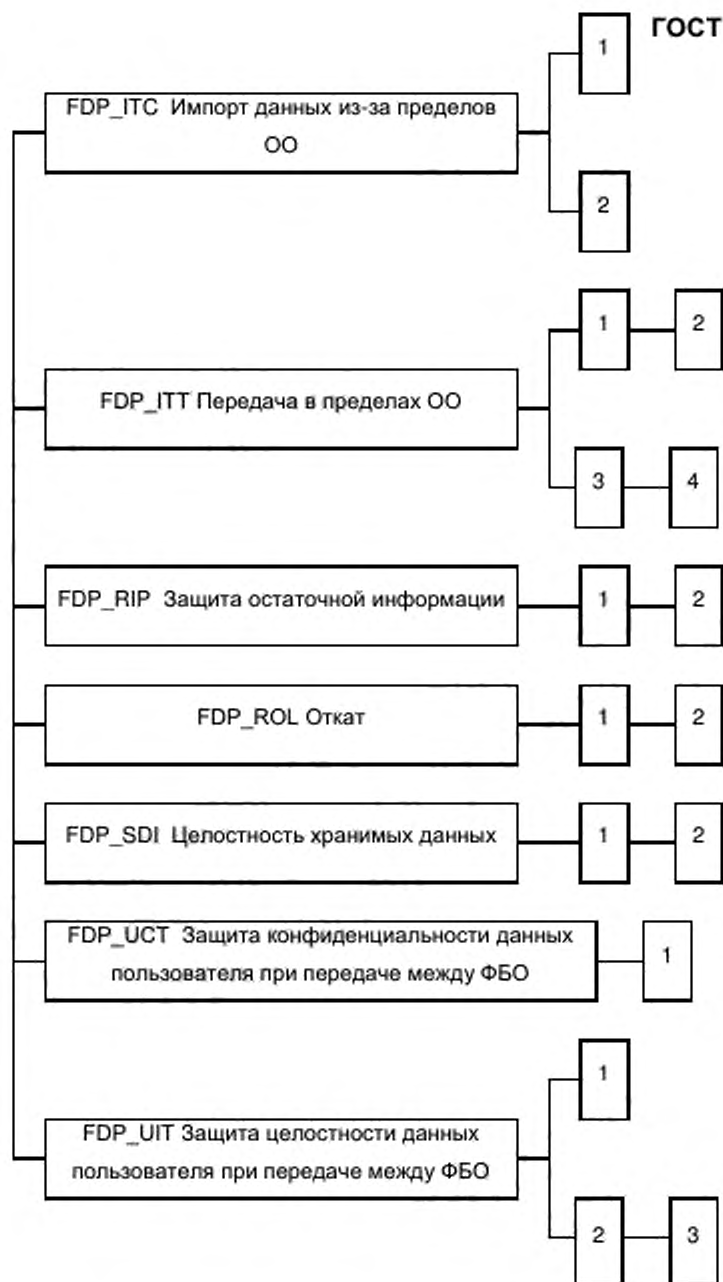 ГОСТ
1
FDP_ITC Импорт данных из-за пределов
ОО
2
1
2
FDP_ITT Передача в пределах ОО
3
4
FDP_RIP Защита остаточной информации
1
2
FDP_ROL Откат
1
2
FDP_SDI Целостность хранимых данных
1
2
FDP_UCT Защита конфиденциальности данных
пользователя при передаче между ФБО
1
1
FDP_UIT Защита целостности данных
пользователя при передаче между ФБО
2
3